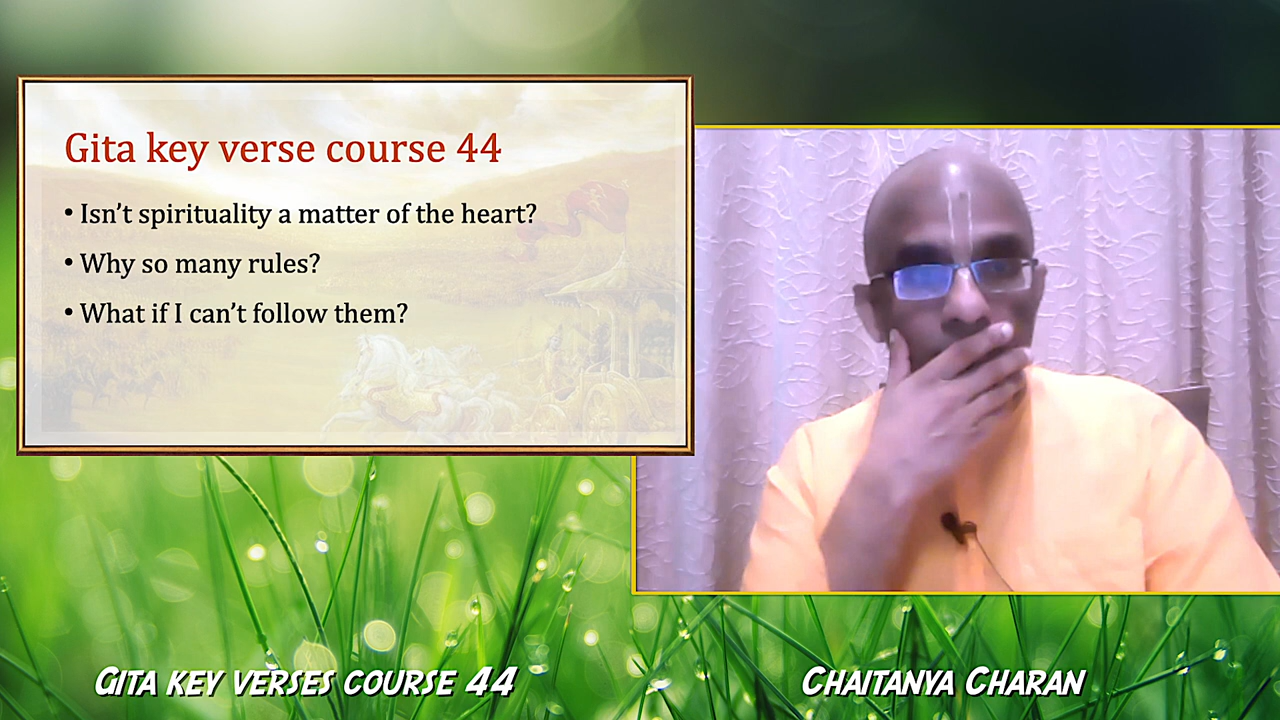 Gita key verse course 44
• Isn't spirituality a matter of the heart?
• Why so many rules?
• What if I can't follow them?
GITA KEY VERSES COURSE 44
CHAITANYA CHARAN